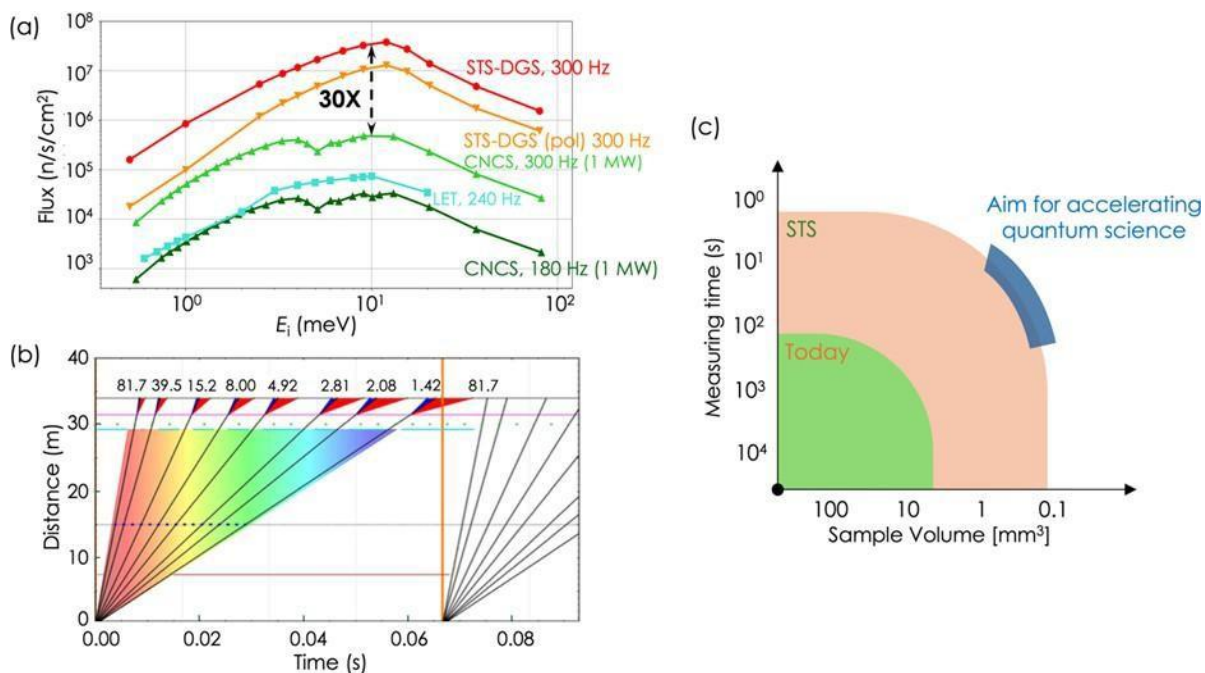 (a)
10⁸
10⁷
10⁶
10⁵
10⁴
10³
Flux (n/s/cm²)
STS-DGS, 300 Hz
30X
STS-DGS (pol) 300 Hz
CNCS, 300 Hz (1 MW)
LET, 240 Hz
CNCS, 180 Hz (1 MW)
10⁰ 10¹ 10²
Eᵢ (meV)
(b)
40
30
20
10
0
Distance (m)
81.7 39.5 15.2 8.00 4.92 2.81 2.08 1.42 81.7
0.00 0.02 0.04 0.06 0.08
Time (s)
(c)
10⁰
10¹
10²
10³
10⁴
Measuring time (s)
STS
Today
Aim for accelerating
quantum science
100 10 1 0.1
Sample Volume [mm³]